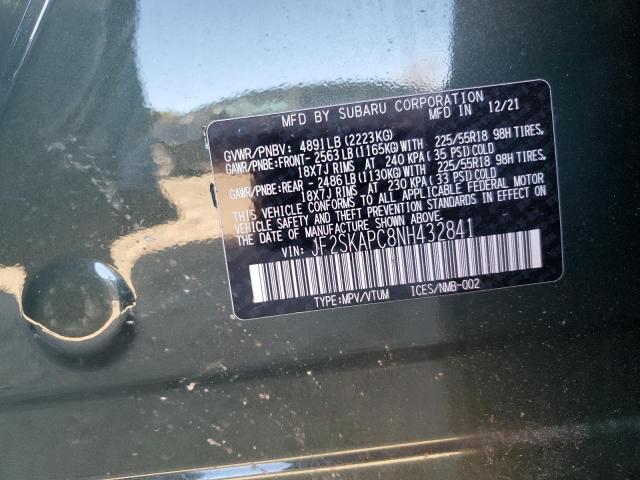 MFD BY SUBARU CORPORATION
MFD IN 12/21
GVWR/PNBV: 4891LB(2223KG)
GAWR/PNBE:FRONT- 2563LB(1165KG)WITH 225/55R18 98H TIRES,
18X7J RIMS AT 240 KPA( 35 PSI)COLD
GAWR/PNBE:REAR - 2486LB(1130KG)WITH 225/55R18 98H TIRES,
18X7J RIMS AT 230 KPA( 33 PSI)COLD
THIS VEHICLE CONFORMS TO ALL APPLICABLE FEDERAL MOTOR
VEHICLE SAFETY AND THEFT PREVENTION STANDARDS IN EFFECT ON
THE DATE OF MANUFACTURE SHOWN ABOVE.
VIN: JF2SKAPC8NH432841
TYPE:MPV/VTUM ICES/NMB-002